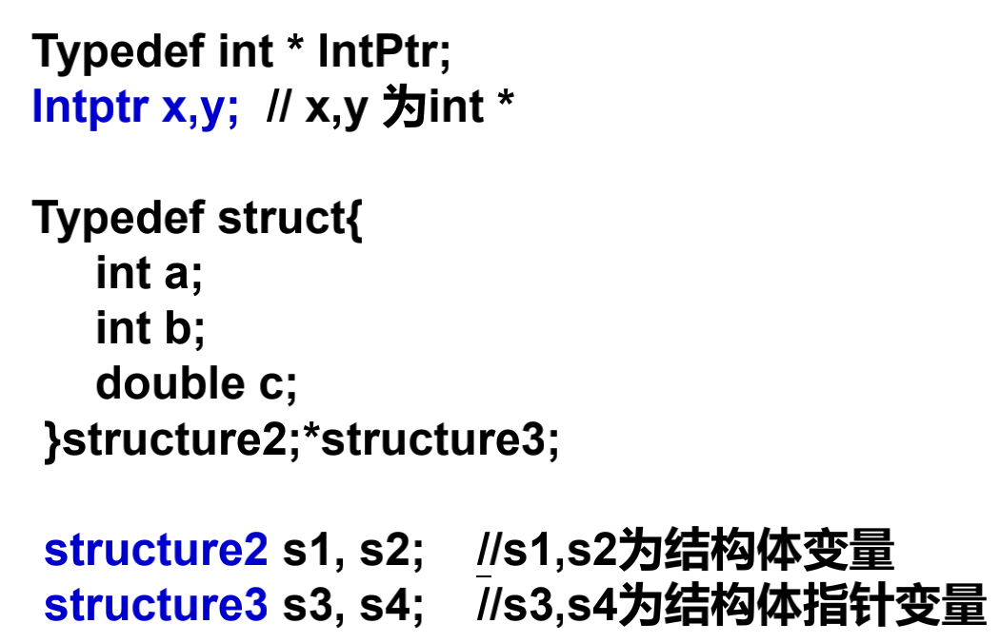 Typedef int * IntPtr;
Intptr x,y; // x,y 为int *
Typedef struct{
int a;
int b;
double c;
}structure2;*structure3;
structure2 s1, s2; //s1,s2为结构体变量
structure3 s3, s4; //s3,s4为结构体指针变量